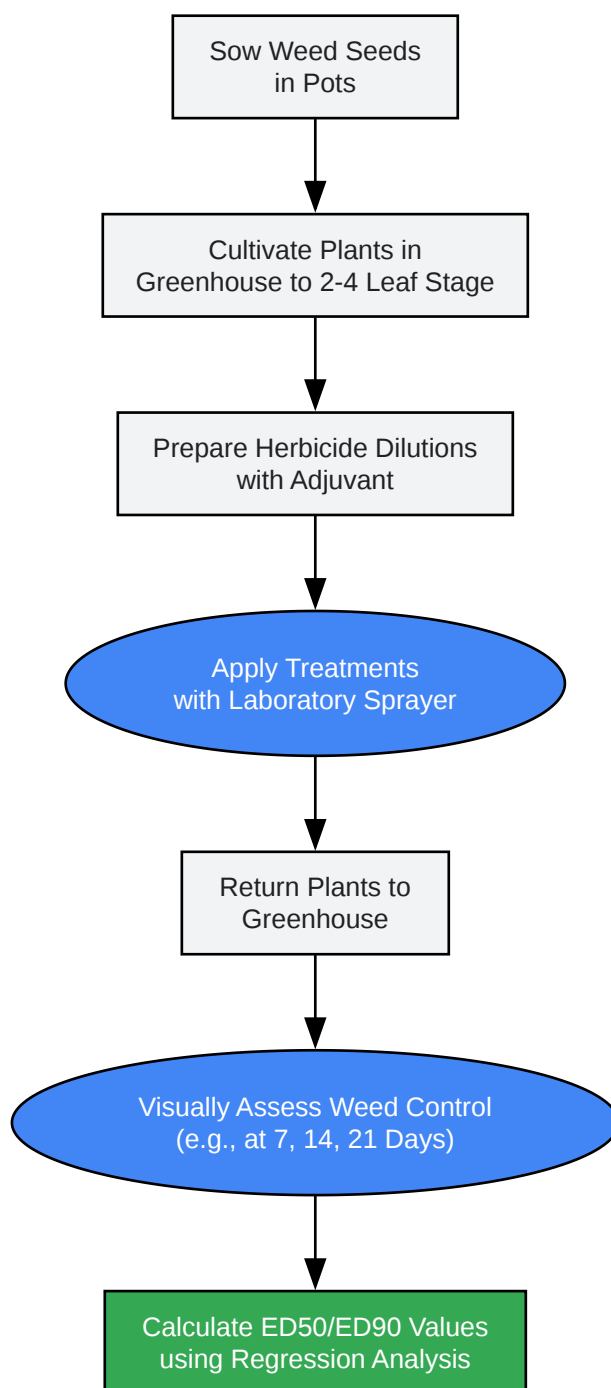 Sow Weed Seeds
in Pots
Cultivate Plants in
Greenhouse to 2-4 Leaf Stage
Prepare Herbicide Dilutions
with Adjuvant
Apply Treatments
with Laboratory Sprayer
Return Plants to
Greenhouse
Visually Assess Weed Control
(e.g., at 7, 14, 21 Days)
Calculate ED50/ED90 Values
using Regression Analysis